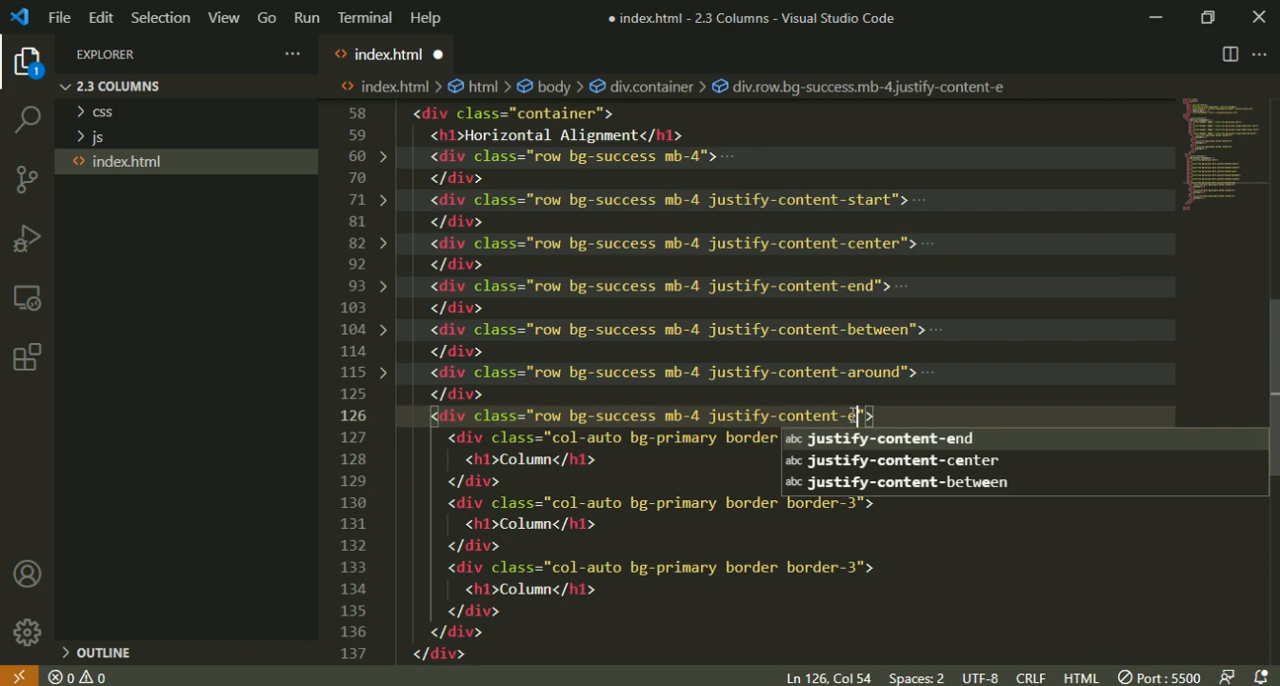 File Edit Selection View Go Run Terminal Help ● index.html - 2.3 Columns - Visual Studio Code
EXPLORER ··· <> index.html ● ···
1
2.3 COLUMNS
<> index.html > html > body > div.container > div.row.bg-success.mb-4.justify-content-e
> css
> js
<> index.html
58 <div class="container">
59 <h1>Horizontal Alignment</h1>
60 > <div class="row bg-success mb-4">···
70 </div>
71 > <div class="row bg-success mb-4 justify-content-start">···
81 </div>
82 > <div class="row bg-success mb-4 justify-content-center">···
92 </div>
93 > <div class="row bg-success mb-4 justify-content-end">···
103 </div>
104 > <div class="row bg-success mb-4 justify-content-between">···
114 </div>
115 > <div class="row bg-success mb-4 justify-content-around">···
125 </div>
126 <div class="row bg-success mb-4 justify-content-e">
127 <div class="col-auto bg-primary border
abc justify-content-end
128 <h1>Column</h1>
abc justify-content-center
129 </div>
abc justify-content-between
130 <div class="col-auto bg-primary border border-3">
131 <h1>Column</h1>
132 </div>
133 <div class="col-auto bg-primary border border-3">
134 <h1>Column</h1>
135 </div>
136 </div>
137 </div>
> OUTLINE
0 0 Ln 126, Col 54 Spaces: 2 UTF-8 CRLF HTML Port : 5500